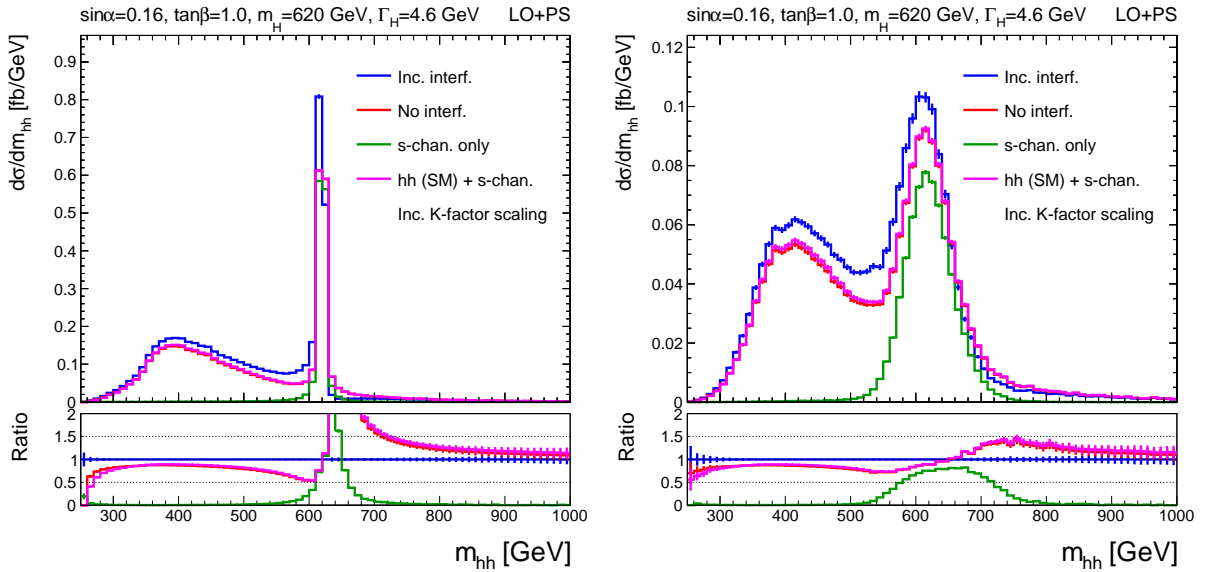 sinα=0.16, tanβ=1.0, m_H=620 GeV, Γ_H=4.6 GeV LO+PS
dσ/dm_hh [fb/GeV]
0.9
0.8
0.7
0.6
0.5
0.4
0.3
0.2
0.1
0
Inc. interf.
No interf.
s-chan. only
hh (SM) + s-chan.
Inc. K-factor scaling
Ratio
2
1.5
1
0.5
0
300 400 500 600 700 800 900 1000
m_hh [GeV]
sinα=0.16, tanβ=1.0, m_H=620 GeV, Γ_H=4.6 GeV LO+PS
dσ/dm_hh [fb/GeV]
0.12
0.1
0.08
0.06
0.04
0.02
0
Inc. interf.
No interf.
s-chan. only
hh (SM) + s-chan.
Inc. K-factor scaling
Ratio
2
1.5
1
0.5
0
300 400 500 600 700 800 900 1000
m_hh [GeV]